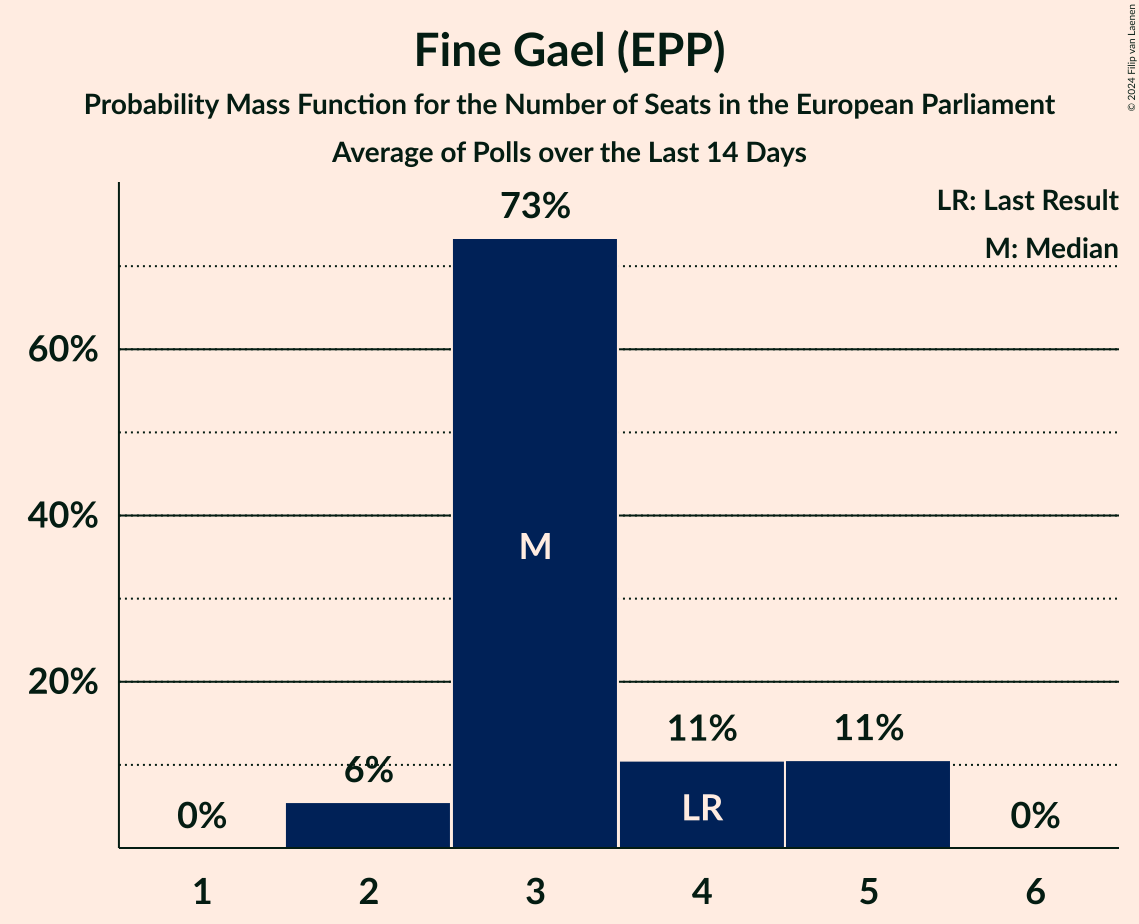 Fine Gael (EPP)
Probability Mass Function for the Number of Seats in the European Parliament
Average of Polls over the Last 14 Days
© 2024 Filip van Laenen
LR: Last Result
M: Median
73%
60%
40%
20%
M
0%
6%
11%
LR
11%
0%
1 2 3 4 5 6